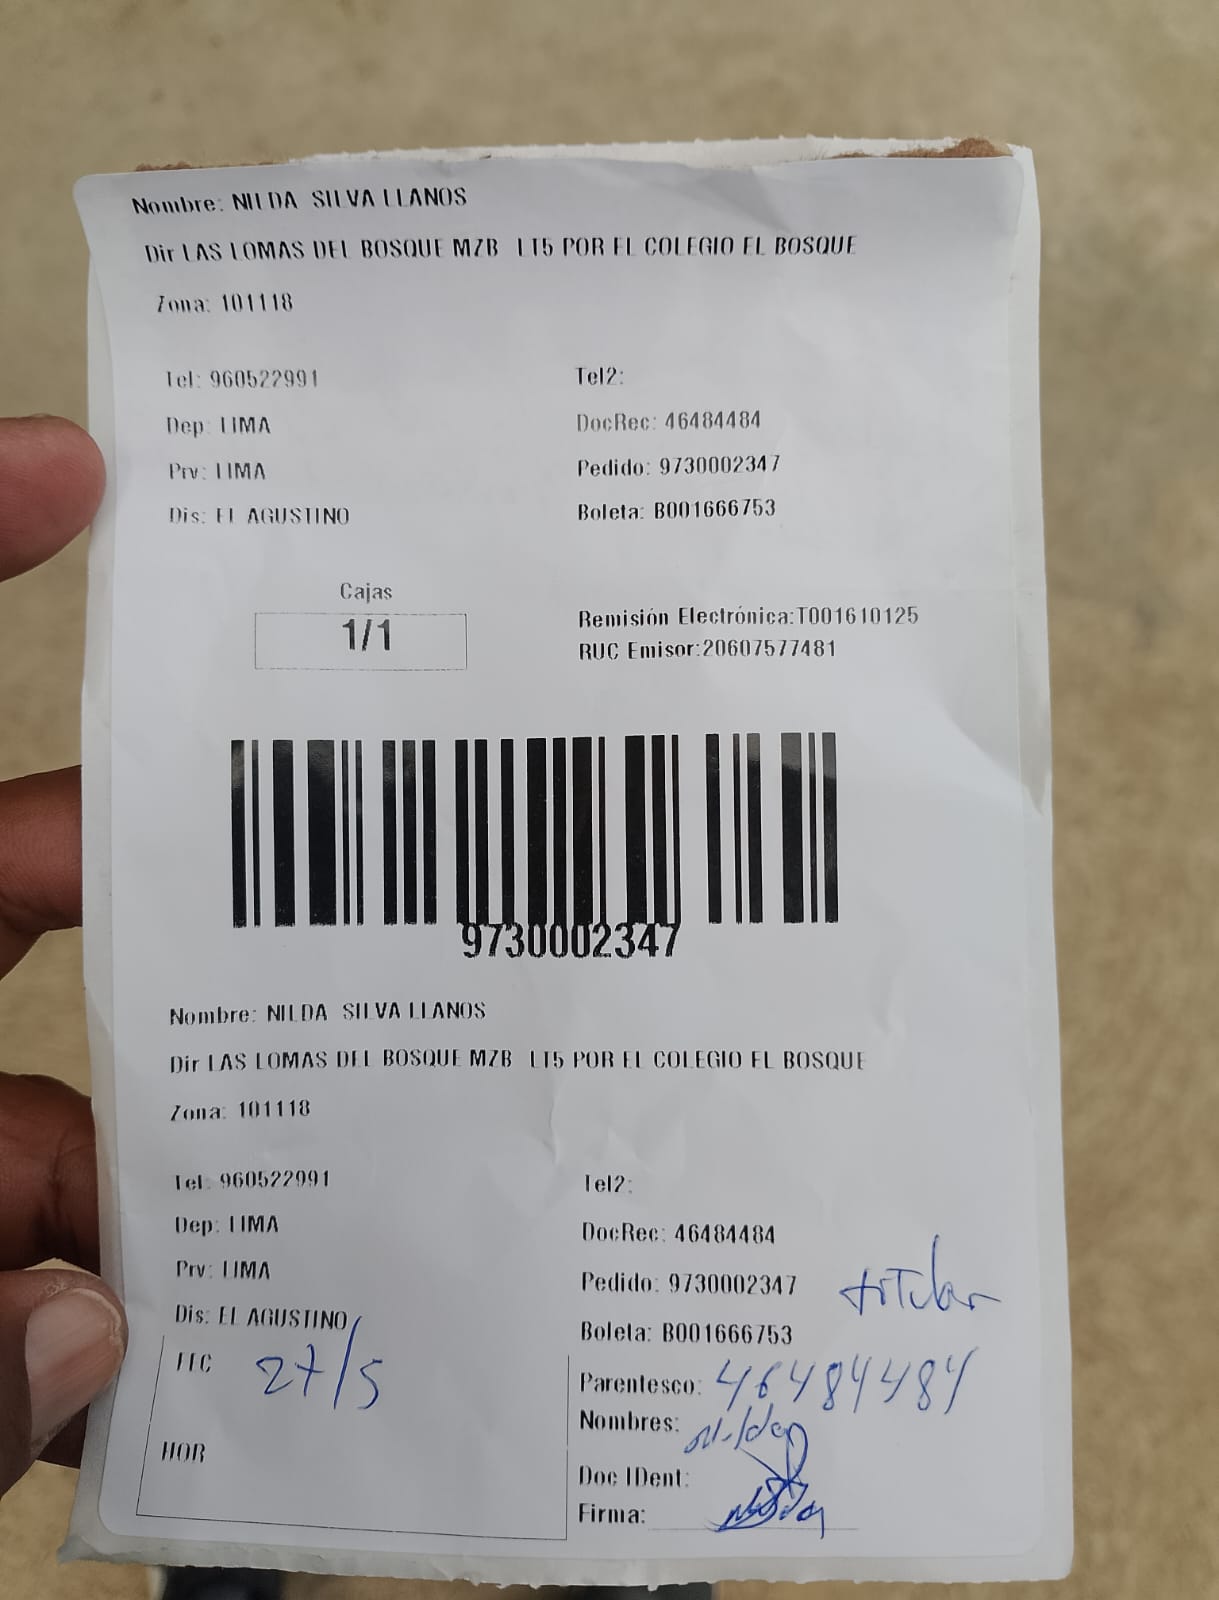 Nombre: NILDA SILVA LLANOS
Dir LAS LOMAS DEL BOSQUE MZB LT5 POR EL COLEGIO EL BOSQUE
Zona: 101118
Tel: 960522991 Tel2:
Dep: LIMA DocRec: 46484484
Prv: LIMA Pedido: 9730002347
Dis: EL AGUSTINO Boleta: B001666753
Cajas
1/1
Remisión Electrónica:T001610125
RUC Emisor:20607577481
9730002347
Nombre: NILDA SILVA LLANOS
Dir LAS LOMAS DEL BOSQUE MZB LT5 POR EL COLEGIO EL BOSQUE
Zona: 101118
Tel: 960522991 Tel2:
Dep: LIMA DocRec: 46484484
Prv: LIMA Pedido: 9730002347 titular
Dis: EL AGUSTINO Boleta: B001666753
FEC 27/5 Parentesco: 46484484
Nombres: Nilda
HOR Doc IDent:
Firma: